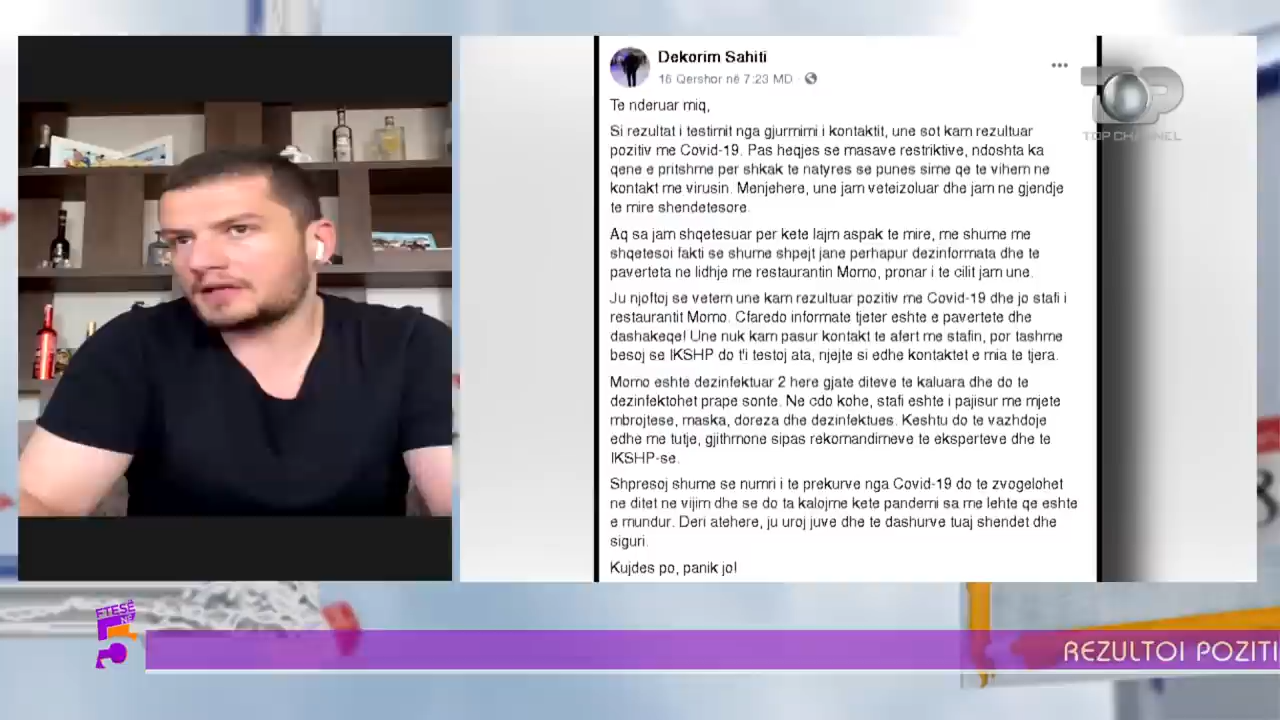 Dekorim Sahiti
16 Qershor në 7:23 MD
TOP CHANNEL
Te nderuar miq,
Si rezultat i testimit nga gjurmimi i kontaktit, une sot kam rezultuar
pozitiv me Covid-19. Pas heqjes se masave restriktive, ndoshta ka
qene e pritshme per shkak te natyres se punes sime qe te vihem ne
kontakt me virusin. Menjehere, une jam veteizoluar dhe jam ne gjendje
te mire shendetesore.
Aq sa jam shqetesuar per kete lajm aspak te mire, me shume me
shqetesoi fakti se shume shpejt jane perhapur dezinformata dhe te
paverteta ne lidhje me restaurantin Momo, pronar i te cilit jam une.
Ju njoftoj se vetem une kam rezultuar pozitiv me Covid-19 dhe jo stafi i
restaurantit Momo. Cfaredo informate tjeter eshte e pavertete dhe
dashakeqe! Une nuk kam pasur kontakt te afert me stafin, por tashme
besoj se IKSHP do t'i testoj ata, njejte si edhe kontaktet e mia te tjera.
Momo eshte dezinfektuar 2 here gjate diteve te kaluara dhe do te
dezinfektohet prape sonte. Ne cdo kohe, stafi eshte i pajisur me mjete
mbrojtese, maska, doreza dhe dezinfektues. Keshtu do te vazhdoje
edhe me tutje, gjithmone sipas rekomandimeve te eksperteve dhe te
IKSHP-se.
Shpresoj shume se numri i te prekurve nga Covid-19 do te zvogelohet
ne ditet ne vijim dhe se do ta kalojme kete pandemi sa me lehte qe eshte
e mundur. Deri atehere, ju uroj juve dhe te dashurve tuaj shendet dhe
siguri.
Kujdes po, panik jo!
FTESË
NË
5
REZULTOI POZITI